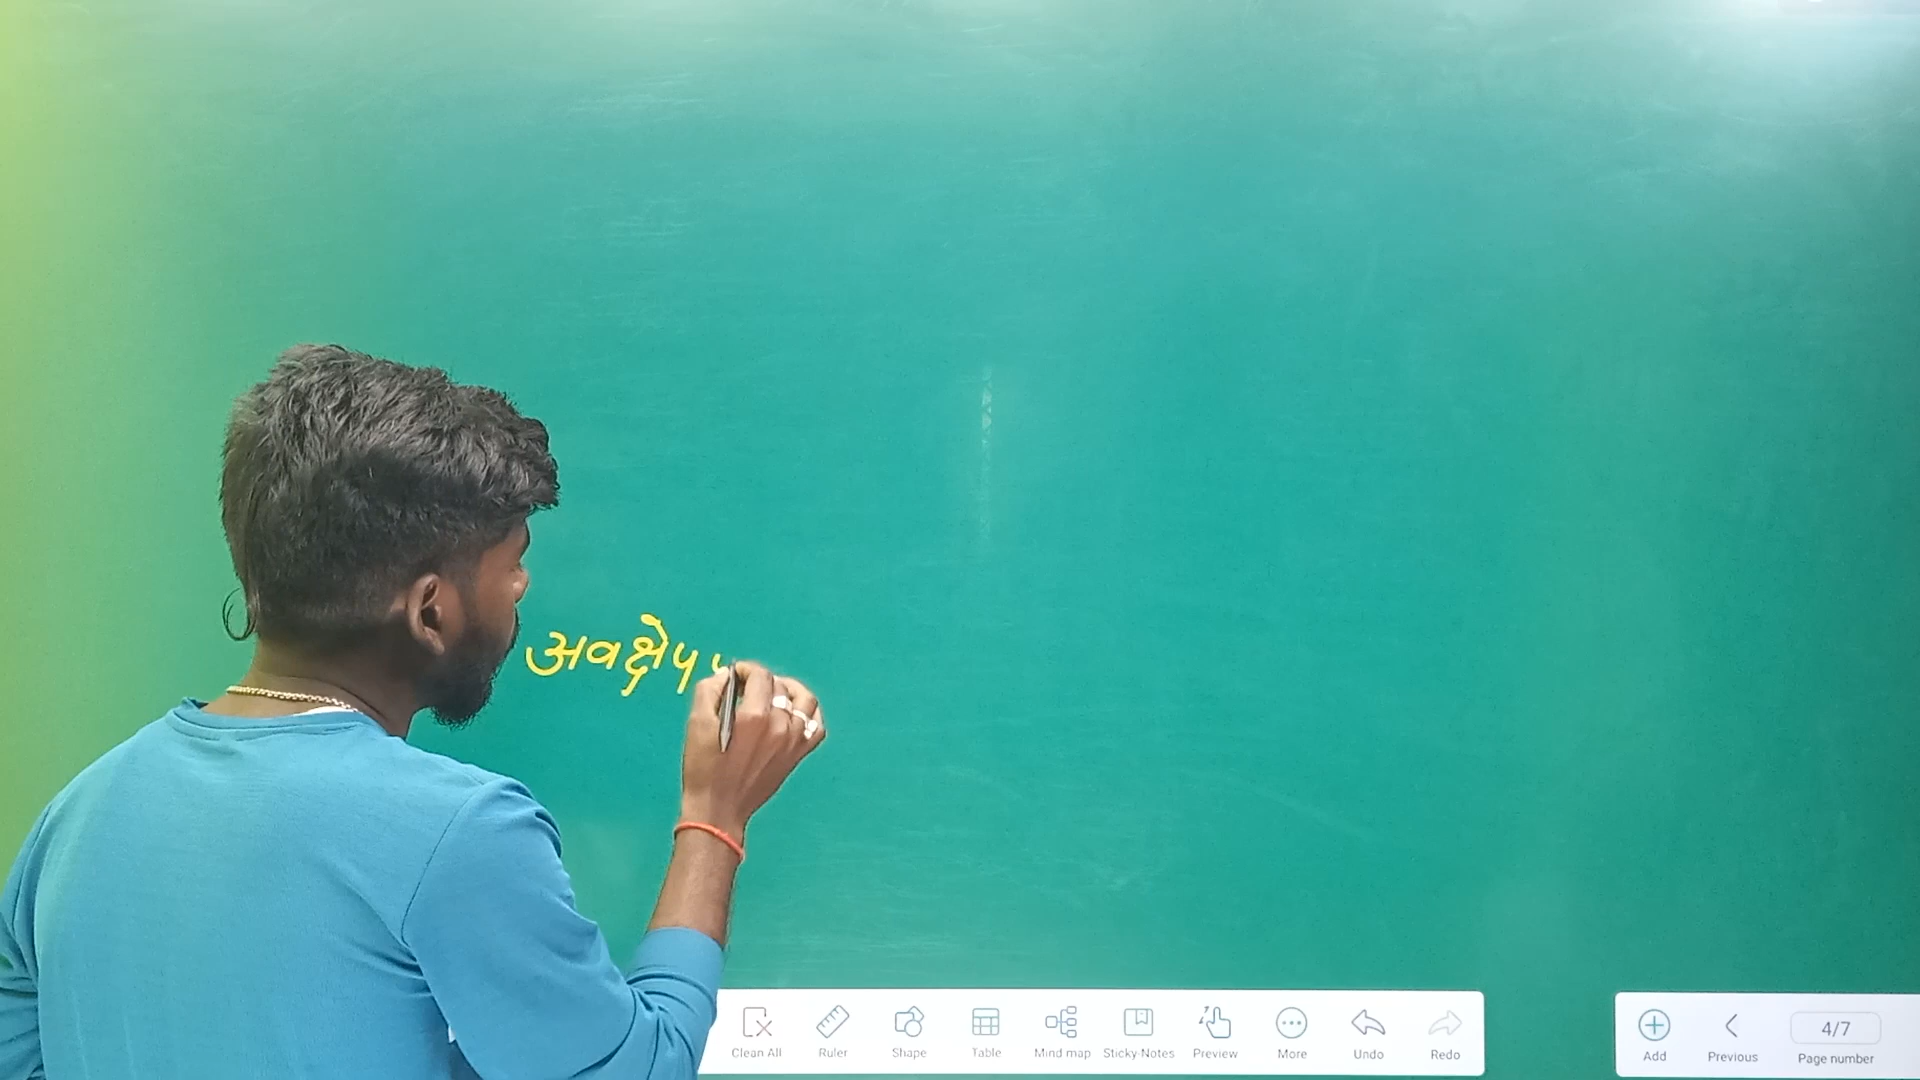 अवक्षेप
Clean All
Ruler
Shape
Table
Mind map
Sticky-Notes
Preview
More
Undo
Redo
Add
Previous
4/7
Page number